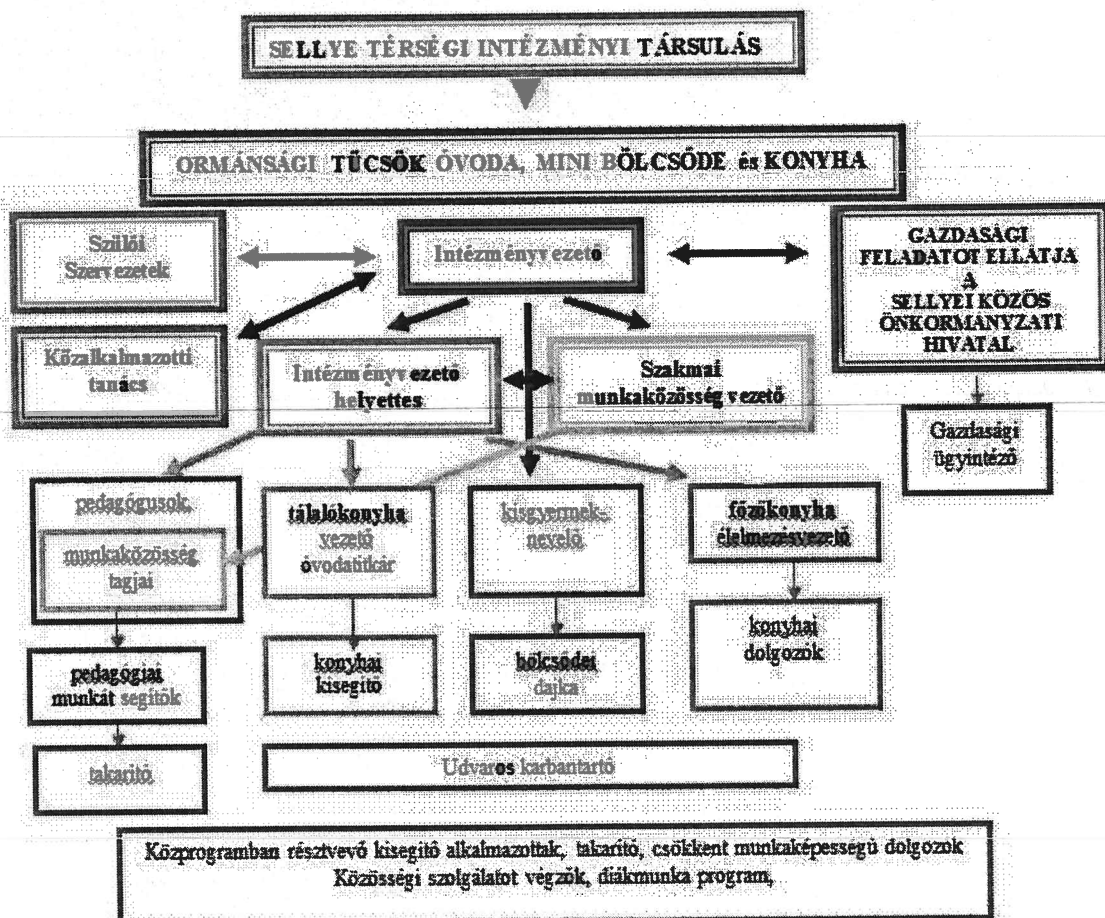 SELLYE TÉRSÉGI INTÉZMÉNYI TÁRSULÁS
ORMÁNSÁGI TÜCSÖK ÓVODA, MINI BÖLCSŐDE és KONYHA
Szülői
Szervezetek
Intézményvezető
GAZDASÁGI
FELADATOT ELLÁTJA
A
SELLYEI KÖZÖS
ÖNKORMÁNYZATI
HIVATAL
Közalkalmazotti
tanács
Intézményvezető
helyettes
Szakmai
munkaközösség vezető
Gazdasági
ügyintéző
pedagógusok,
munkaközösség
tagjai
tálalókonyha
vezető
óvodatitkár
kisgyermek-
nevelő
főzőkonyha
élelmezésvezető
pedagógiai
munkát segítők
konyhai
kisegítő
bölcsődei
dajka
konyhai
dolgozók
takarító
Udvaros karbantartó
Közprogramban résztvevő kisegítő alkalmazottak, takarító, csökkent munkaképességű dolgozok
Közösségi szolgálatot végzők, diákmunka program,